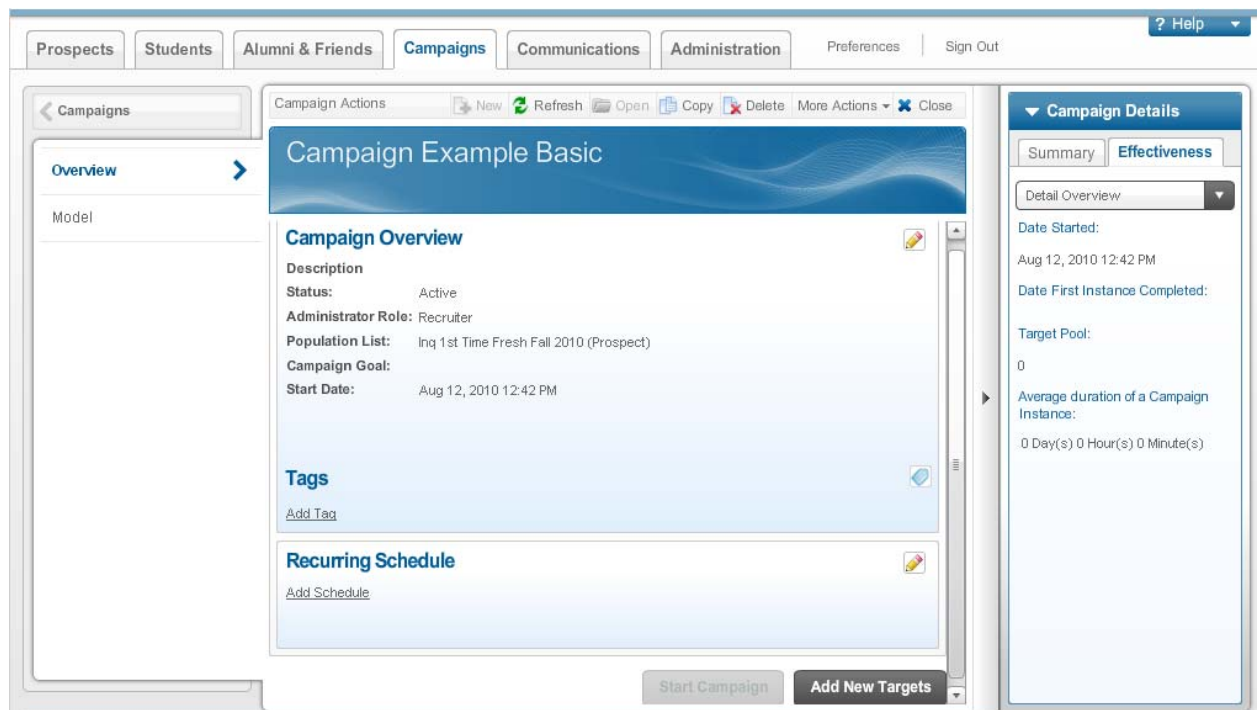 ? Help
Prospects Students Alumni & Friends Campaigns Communications Administration Preferences Sign Out
Campaigns
Overview
Model
Campaign Actions New Refresh Open Copy Delete More Actions Close
Campaign Example Basic
Campaign Overview
Description
Status: Active
Administrator Role: Recruiter
Population List: Inq 1st Time Fresh Fall 2010 (Prospect)
Campaign Goal:
Start Date: Aug 12, 2010 12:42 PM
Tags
Add Tag
Recurring Schedule
Add Schedule
Start Campaign Add New Targets
Campaign Details
Summary Effectiveness
Detail Overview
Date Started:
Aug 12, 2010 12:42 PM
Date First Instance Completed:
Target Pool:
0
Average duration of a Campaign
Instance:
0 Day(s) 0 Hour(s) 0 Minute(s)